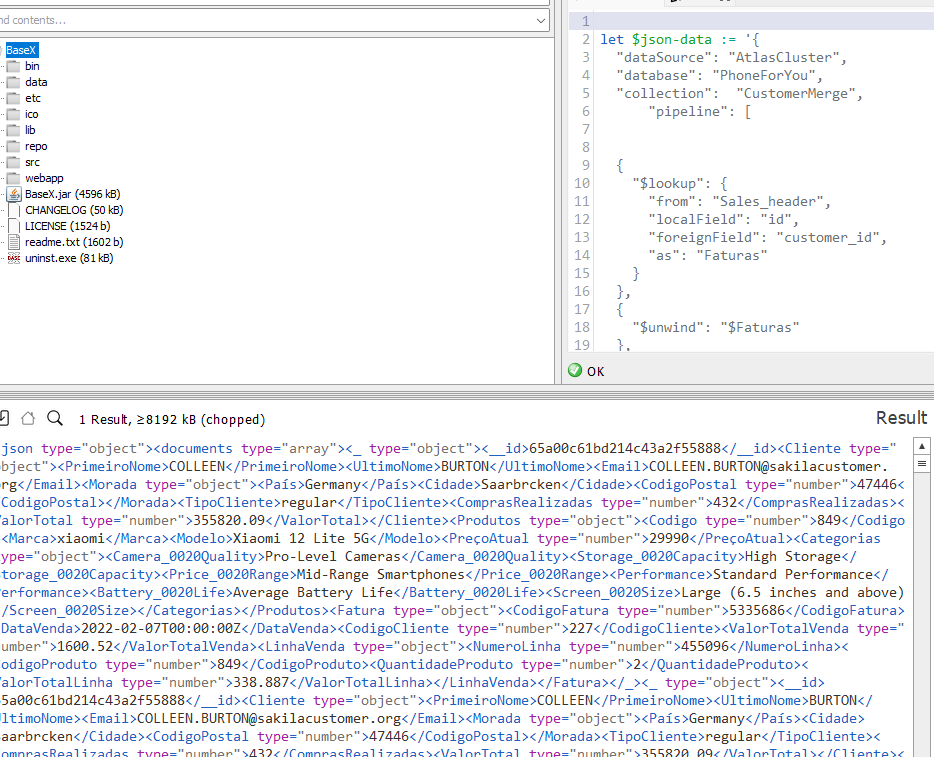 nd contents...
BaseX
bin
data
etc
ico
lib
repo
src
webapp
BaseX.jar (4596 kB)
CHANGELOG (50 kB)
LICENSE (1524 b)
readme.txt (1602 b)
uninst.exe (81 kB)
1
2 let $json-data := '{
3 "dataSource": "AtlasCluster",
4 "database": "PhoneForYou",
5 "collection":  "CustomerMerge",
6 "pipeline": [
7
8
9 {
10 "$lookup": {
11 "from": "Sales_header",
12 "localField": "id",
13 "foreignField": "customer_id",
14 "as": "Faturas"
15 }
16 },
17 {
18 "$unwind": "$Faturas"
19 },
OK
1 Result, ≥8192 kB (chopped)
Result
json type="object"><documents type="array"><_ type="object"><__id>65a00c61bd214c43a2f55888</__id><Cliente type="
bject"><PrimeiroNome>COLLEEN</PrimeiroNome><UltimoNome>BURTON</UltimoNome><Email>COLLEEN.BURTON@sakilacustomer.
rg</Email><Morada type="object"><País>Germany</País><Cidade>Saarbrcken</Cidade><CodigoPostal type="number">47446<
CodigoPostal></Morada><TipoCliente>regular</TipoCliente><ComprasRealizadas type="number">432</ComprasRealizadas><
alorTotal type="number">355820.09</ValorTotal></Cliente><Produtos type="object"><Codigo type="number">849</Codigo
<Marca>xiaomi</Marca><Modelo>Xiaomi 12 Lite 5G</Modelo><PreçoAtual type="number">29990</PreçoAtual><Categorias
ype="object"><Camera_0020Quality>Pro-Level Cameras</Camera_0020Quality><Storage_0020Capacity>High Storage</
torage_0020Capacity><Price_0020Range>Mid-Range Smartphones</Price_0020Range><Performance>Standard Performance</
erformance><Battery_0020Life>Average Battery Life</Battery_0020Life><Screen_0020Size>Large (6.5 inches and above)
/Screen_0020Size></Categorias></Produtos><Fatura type="object"><CodigoFatura type="number">5335686</CodigoFatura>
DataVenda>2022-02-07T00:00:00Z</DataVenda><CodigoCliente type="number">227</CodigoCliente><ValorTotalVenda type="
umber">1600.52</ValorTotalVenda><LinhaVenda type="object"><NumeroLinha type="number">455096</NumeroLinha><
odigoProduto type="number">849</CodigoProduto><QuantidadeProduto type="number">2</QuantidadeProduto><
alorTotalLinha type="number">338.887</ValorTotalLinha></LinhaVenda></Fatura></_><_ type="object"><__id>
5a00c61bd214c43a2f55888</__id><Cliente type="object"><PrimeiroNome>COLLEEN</PrimeiroNome><UltimoNome>BURTON</
ltimoNome><Email>COLLEEN.BURTON@sakilacustomer.org</Email><Morada type="object"><País>Germany</País><Cidade>
aarbrcken</Cidade><CodigoPostal type="number">47446</CodigoPostal></Morada><TipoCliente>regular</TipoCliente><
omprasRealizadas type="number">432</ComprasRealizadas><ValorTotal type="number">355820.09</ValorTotal></Cliente><